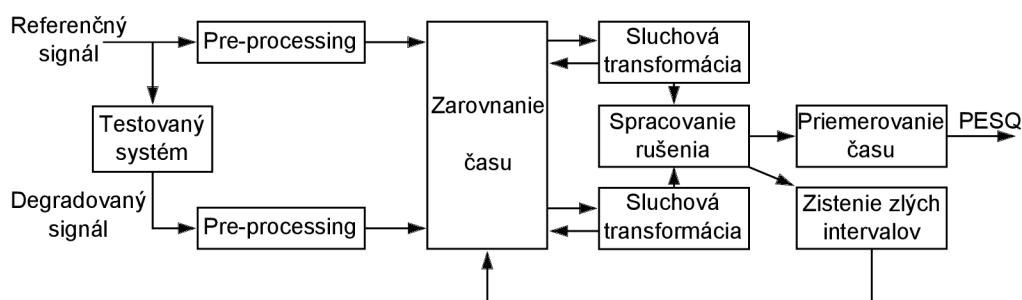 Referenčný
signál
Pre-processing
Testovaný
systém
Degradovaný
signál
Pre-processing
Zarovnanie
času
Sluchová
transformácia
Spracovanie
rušenia
Sluchová
transformácia
Priemerovanie
času
PESQ
Zistenie zlých
intervalov